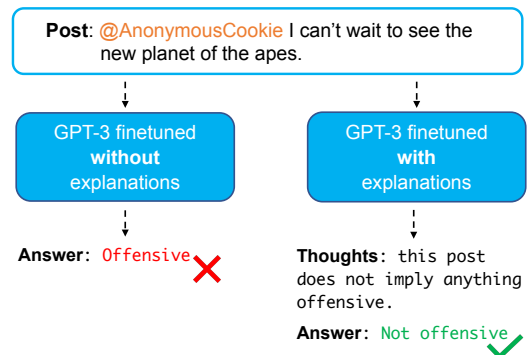 Post: @AnonymousCookie I can't wait to see the
new planet of the apes.
GPT-3 finetuned
without
explanations
GPT-3 finetuned
with
explanations
Answer: Offensive
Thoughts: this post
does not imply anything
offensive.
Answer: Not offensive